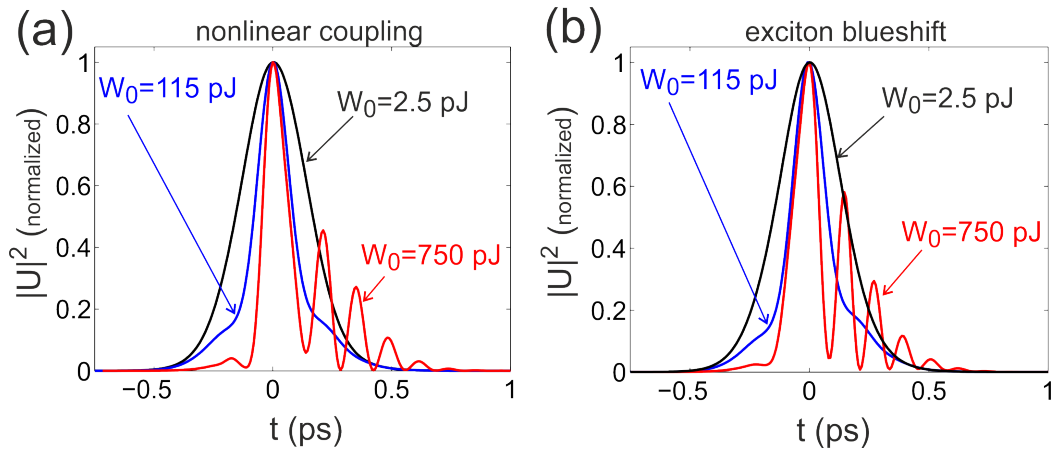 (a)
nonlinear coupling
1
0.8
0.6
0.4
0.2
0
|U|² (normalized)
W₀=115 pJ
W₀=2.5 pJ
W₀=750 pJ
−0.5
0
0.5
1
t (ps)
(b)
exciton blueshift
1
0.8
0.6
0.4
0.2
0
|U|² (normalized)
W₀=115 pJ
W₀=2.5 pJ
W₀=750 pJ
−0.5
0
0.5
1
t (ps)